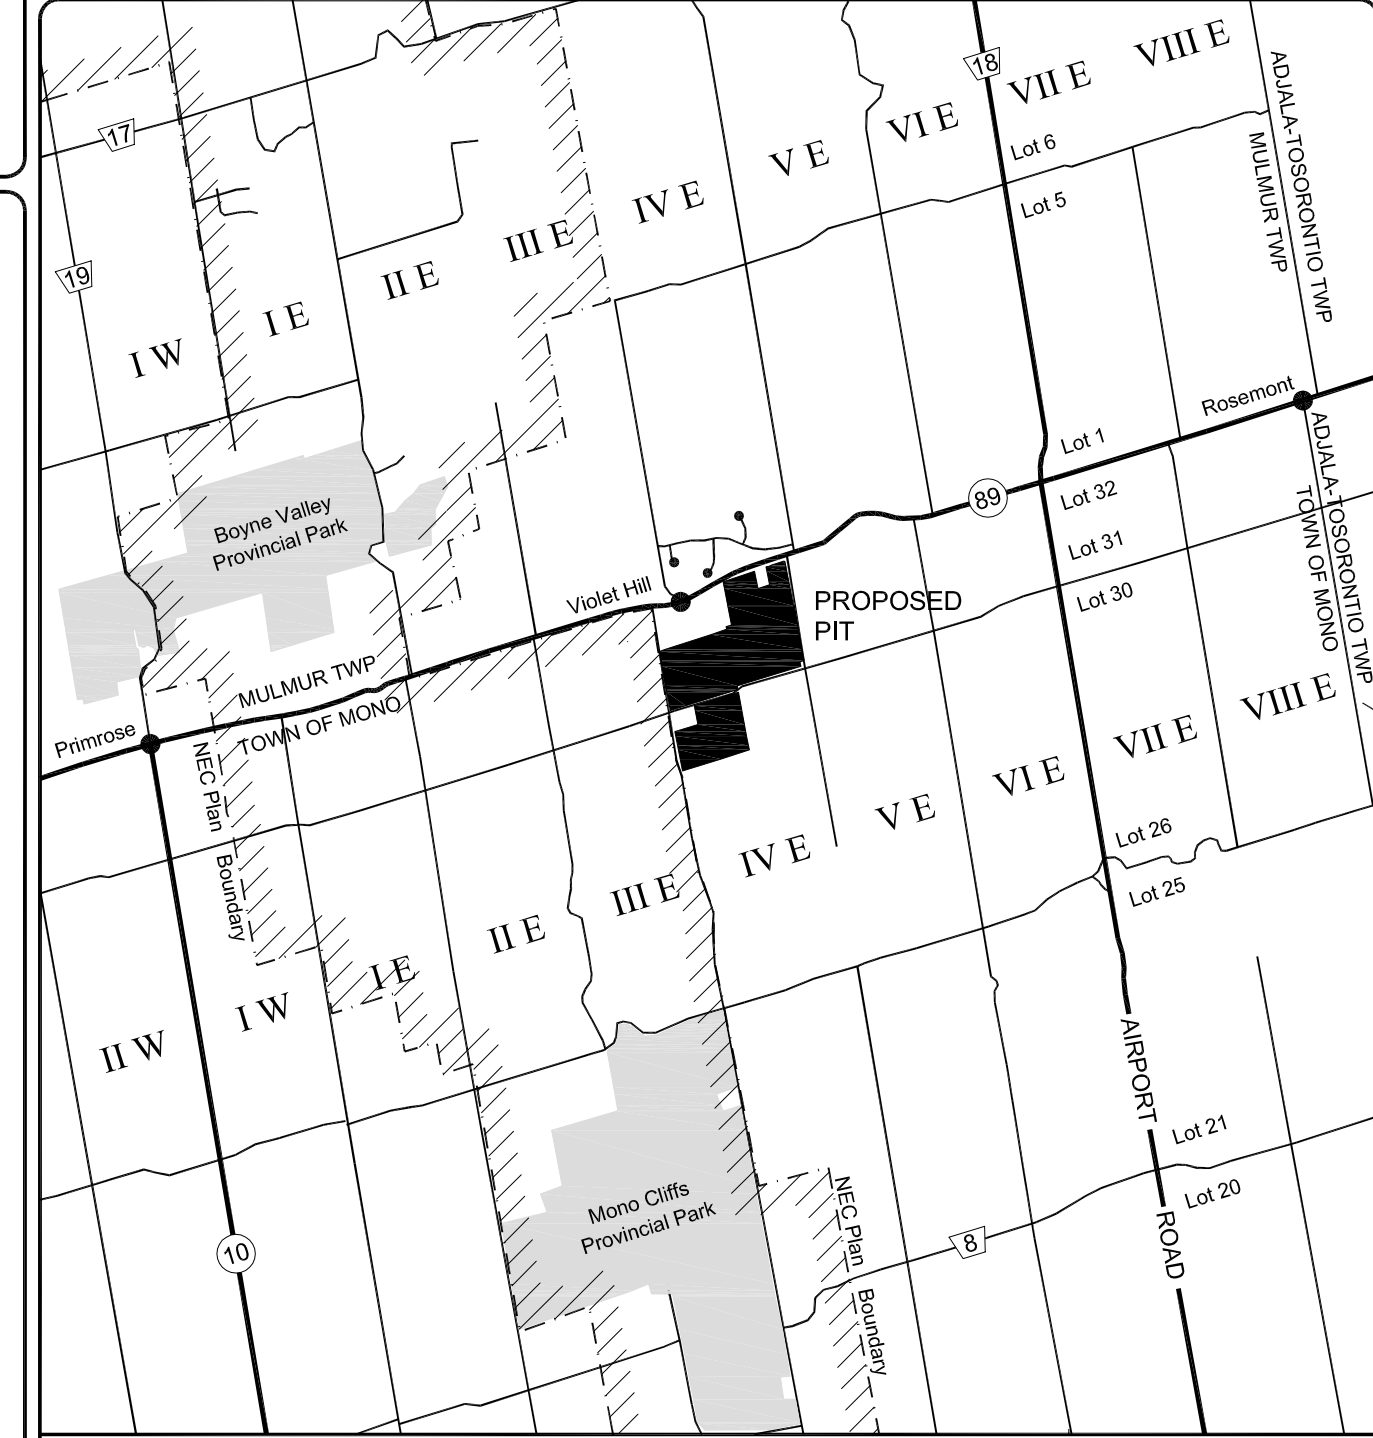 VIII E
18
VII E
ADJALA-TOSORONTIO TWP
MULMUR TWP
VI E
17
V E
Lot 6
IV E
Lot 5
III E
II E
19
I E
I W
Rosemont
Lot 1
89
Lot 32
Boyne Valley
Provincial Park
Lot 31
ADJALA-TOSORONTIO TWP
TOWN OF MONO
Violet Hill
PROPOSED
PIT
Lot 30
MULMUR TWP
TOWN OF MONO
Primrose
NEC Plan Boundary
VIII E
VII E
VI E
V E
IV E
III E
II E
I E
I W
II W
Lot 26
Lot 25
AIRPORT ROAD
Lot 21
Lot 20
Mono Cliffs
Provincial Park
NEC Plan Boundary
8
10